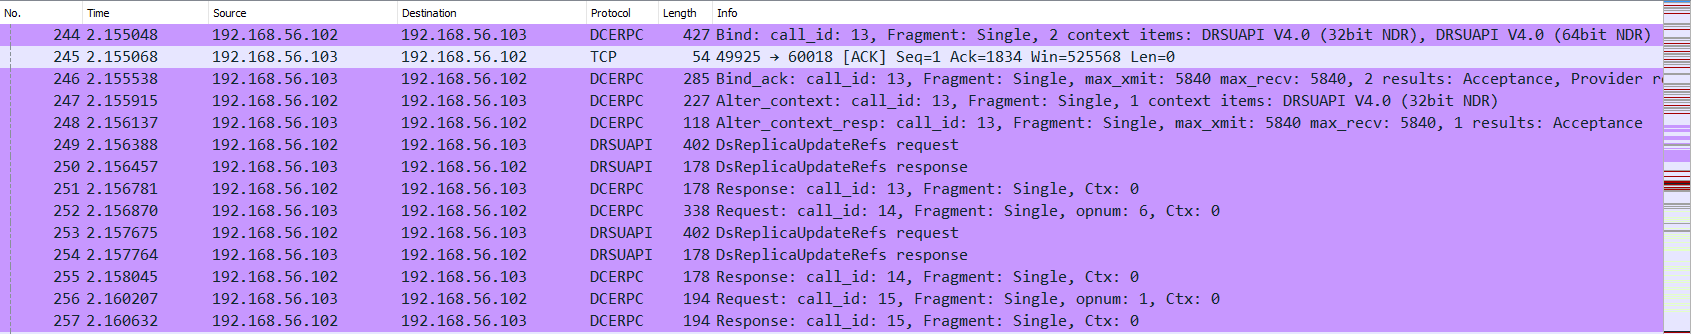 No. Time Source Destination Protocol Length Info
244 2.155048 192.168.56.102 192.168.56.103 DCERPC 427 Bind: call_id: 13, Fragment: Single, 2 context items: DRSUAPI V4.0 (32bit NDR), DRSUAPI V4.0 (64bit NDR)
245 2.155068 192.168.56.103 192.168.56.102 TCP 54 49925 → 60018 [ACK] Seq=1 Ack=1834 Win=525568 Len=0
246 2.155538 192.168.56.103 192.168.56.102 DCERPC 285 Bind_ack: call_id: 13, Fragment: Single, max_xmit: 5840 max_recv: 5840, 2 results: Acceptance, Provider re
247 2.155915 192.168.56.102 192.168.56.103 DCERPC 227 Alter_context: call_id: 13, Fragment: Single, 1 context items: DRSUAPI V4.0 (32bit NDR)
248 2.156137 192.168.56.103 192.168.56.102 DCERPC 118 Alter_context_resp: call_id: 13, Fragment: Single, max_xmit: 5840 max_recv: 5840, 1 results: Acceptance
249 2.156388 192.168.56.102 192.168.56.103 DRSUAPI 402 DsReplicaUpdateRefs request
250 2.156457 192.168.56.103 192.168.56.102 DRSUAPI 178 DsReplicaUpdateRefs response
251 2.156781 192.168.56.102 192.168.56.103 DCERPC 178 Response: call_id: 13, Fragment: Single, Ctx: 0
252 2.156870 192.168.56.103 192.168.56.102 DCERPC 338 Request: call_id: 14, Fragment: Single, opnum: 6, Ctx: 0
253 2.157675 192.168.56.102 192.168.56.103 DRSUAPI 402 DsReplicaUpdateRefs request
254 2.157764 192.168.56.103 192.168.56.102 DRSUAPI 178 DsReplicaUpdateRefs response
255 2.158045 192.168.56.102 192.168.56.103 DCERPC 178 Response: call_id: 14, Fragment: Single, Ctx: 0
256 2.160207 192.168.56.103 192.168.56.102 DCERPC 194 Request: call_id: 15, Fragment: Single, opnum: 1, Ctx: 0
257 2.160632 192.168.56.102 192.168.56.103 DCERPC 194 Response: call_id: 15, Fragment: Single, Ctx: 0